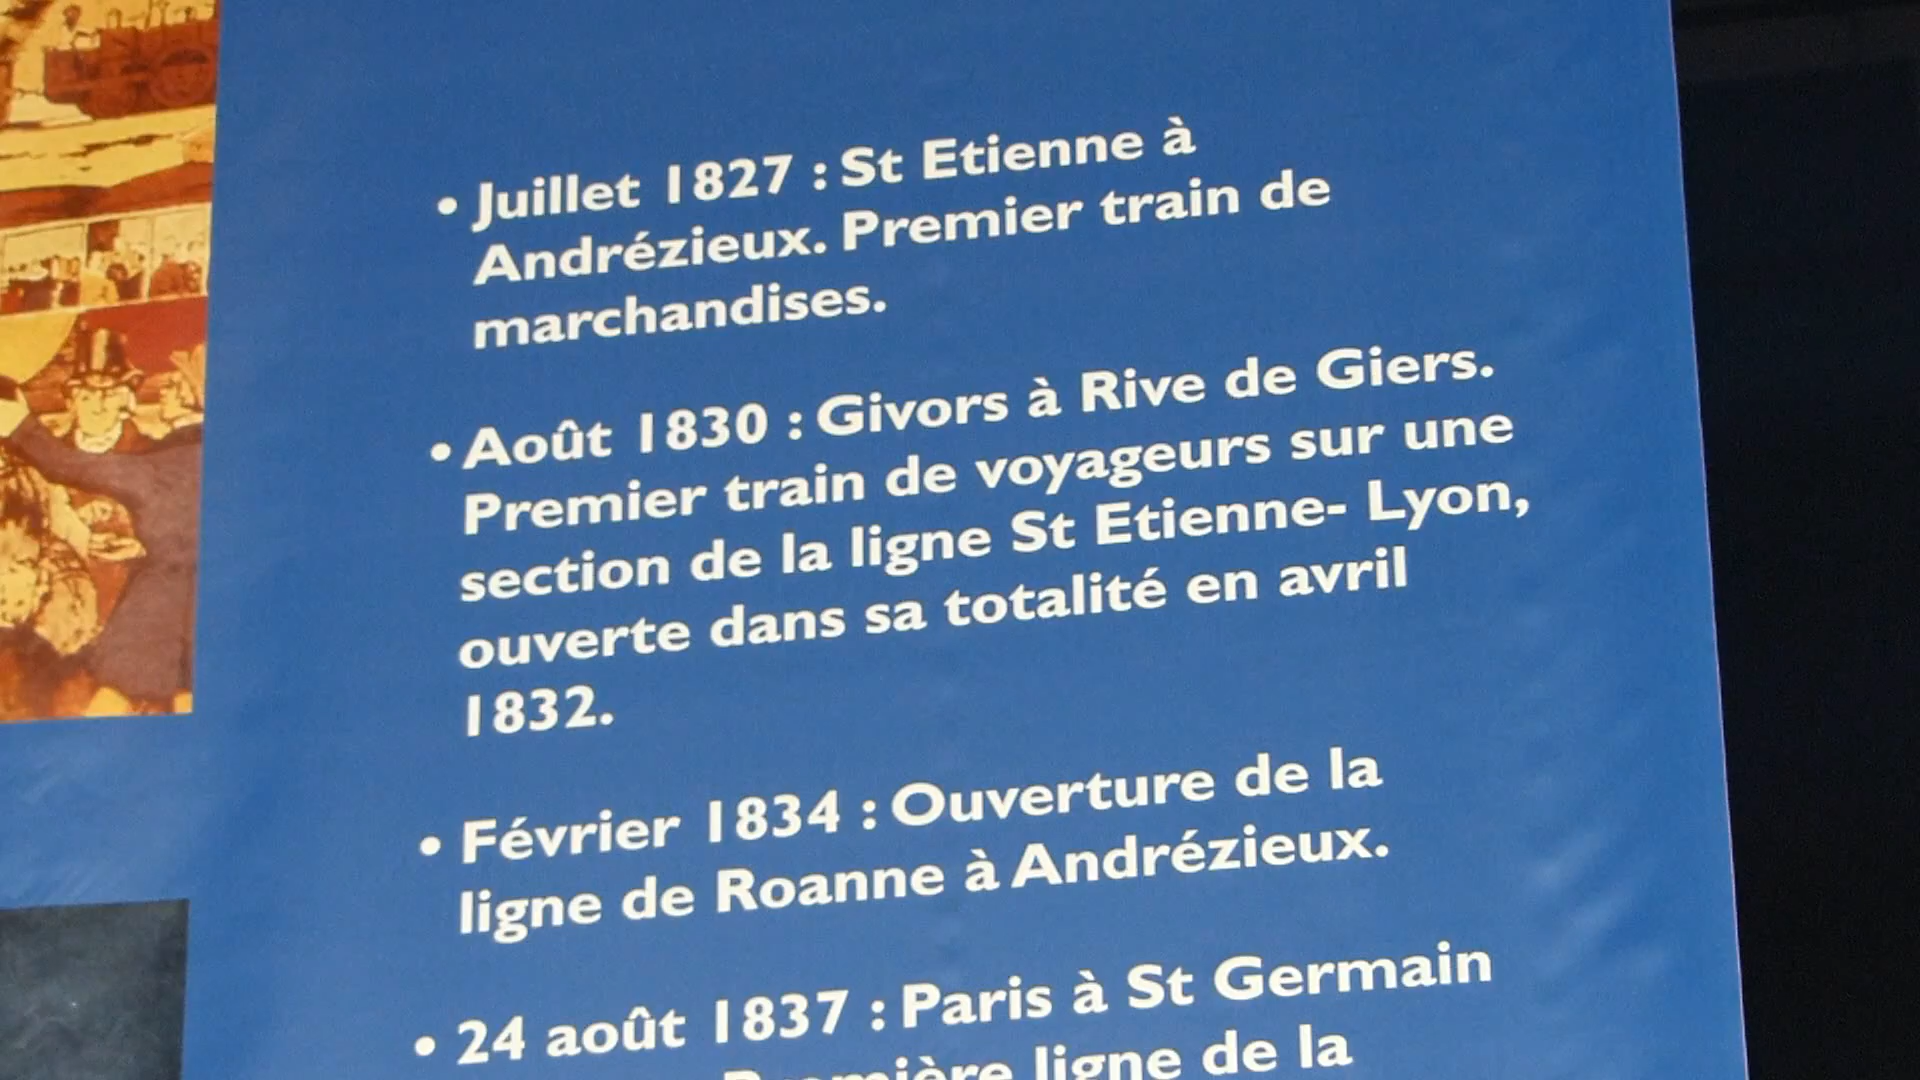 • Juillet 1827 : St Etienne à
Andrézieux. Premier train de
marchandises.
• Août 1830 : Givors à Rive de Giers.
Premier train de voyageurs sur une
section de la ligne St Etienne- Lyon,
ouverte dans sa totalité en avril
1832.
• Février 1834 : Ouverture de la
ligne de Roanne à Andrézieux.
• 24 août 1837 : Paris à St Germain
Première ligne de la